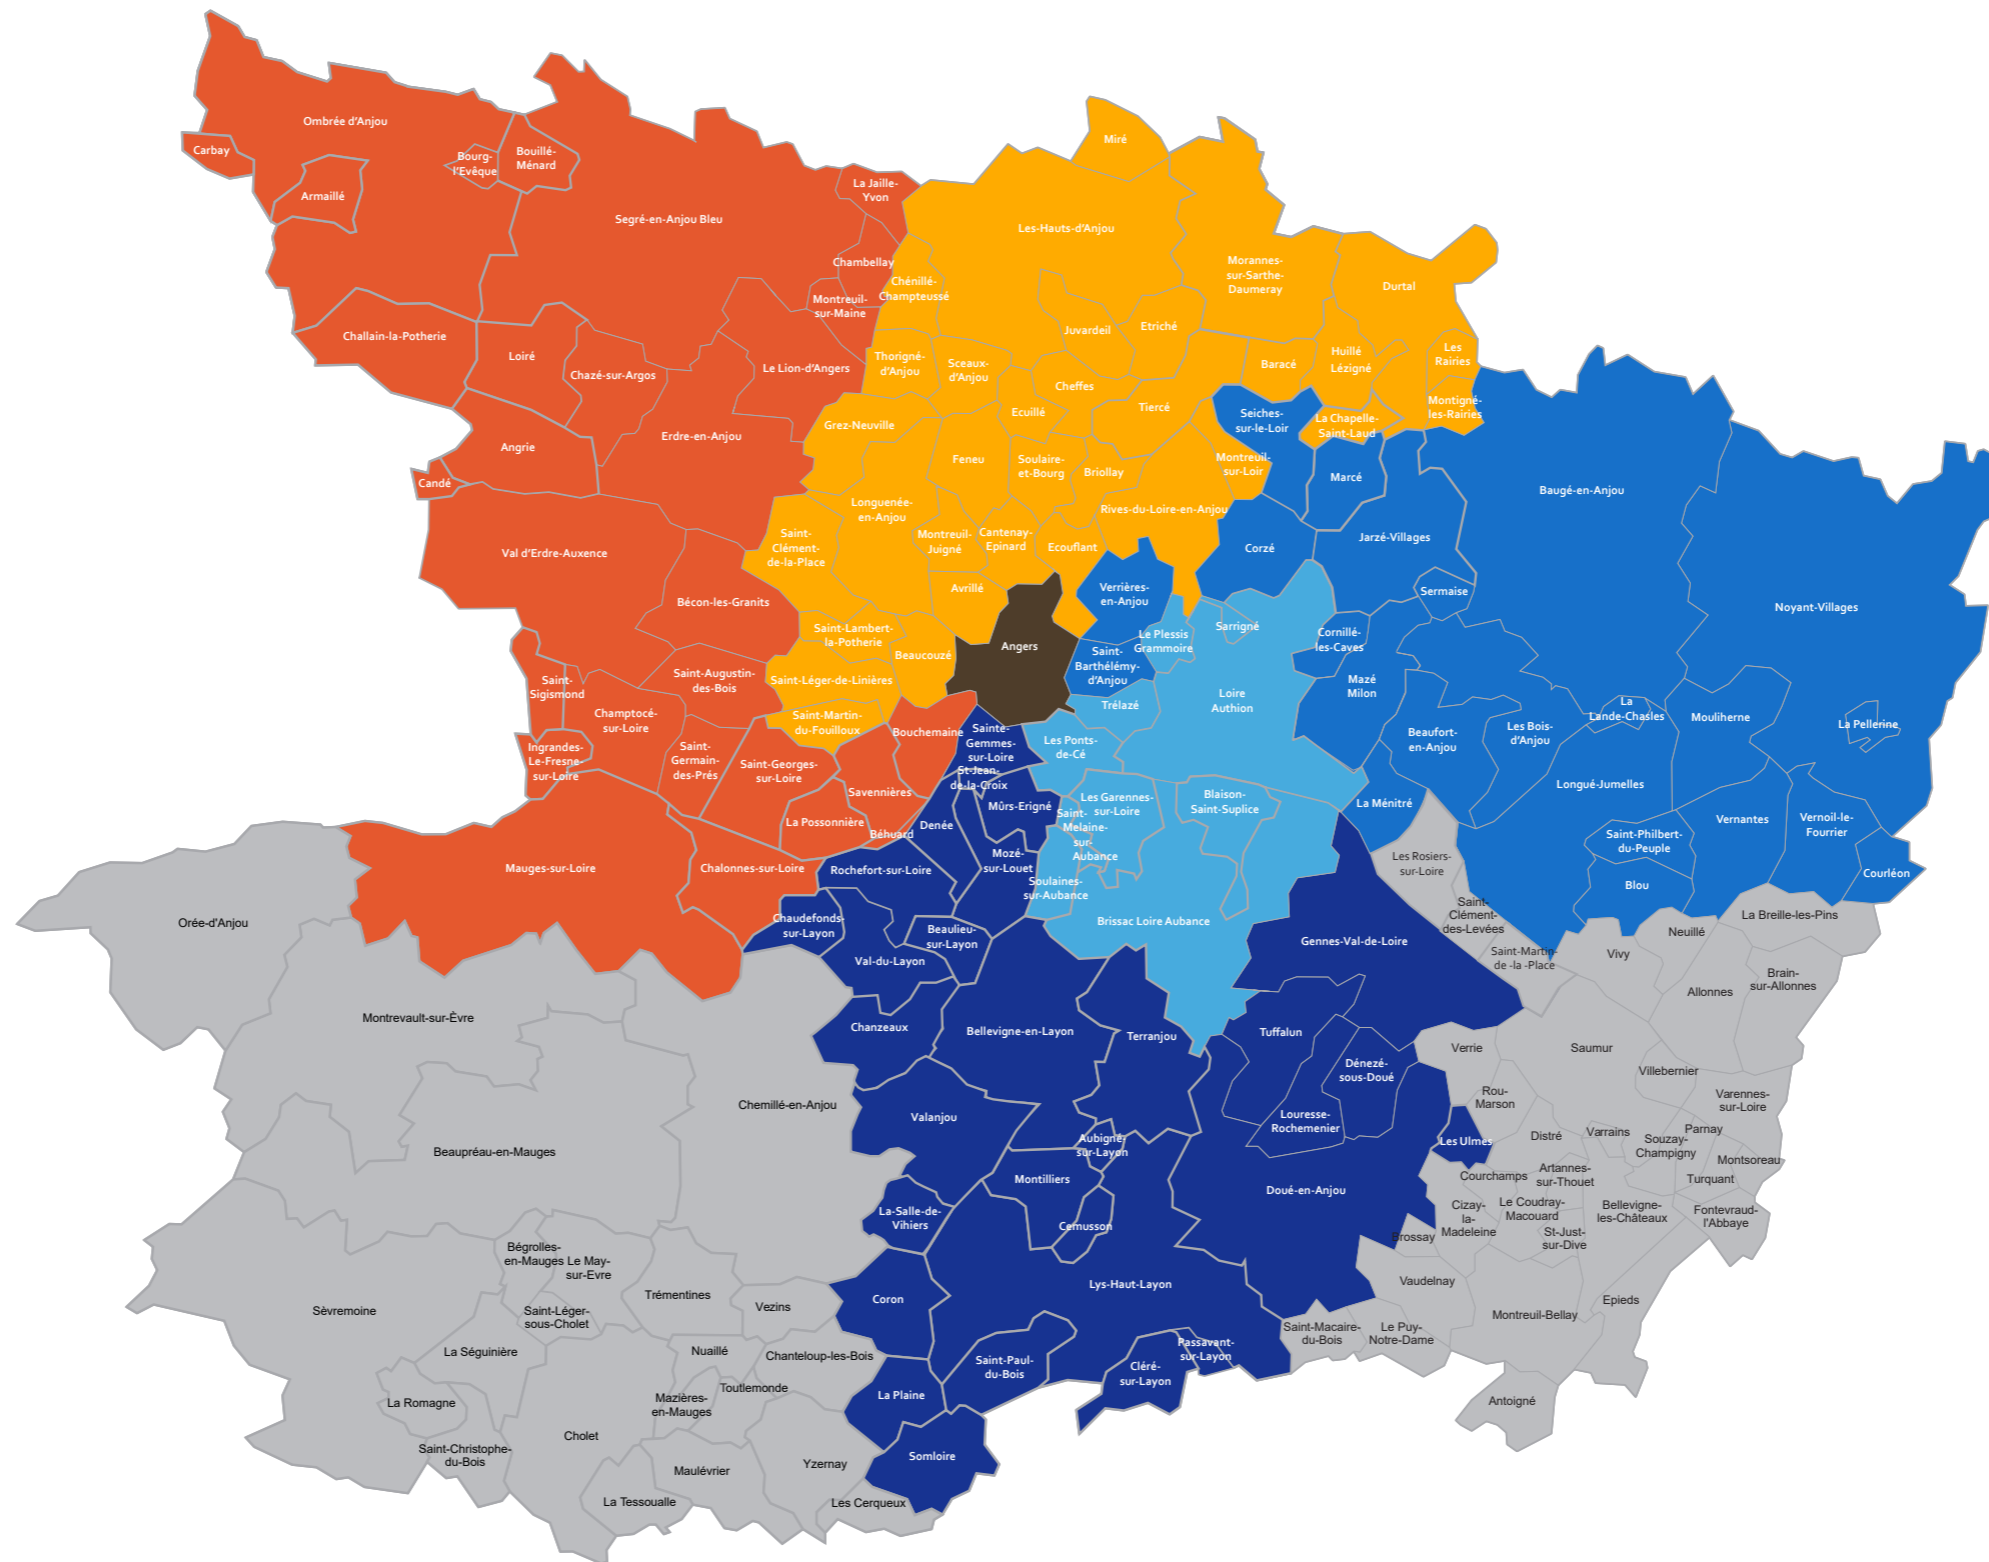 Ombrée d'Anjou
Carbay
Armaillé
Bourg-
l'Evêque
Bouillé-
Ménard
Segré-en-Anjou Bleu
La Jaille-
Yvon
Chambellay
Montreuil-
sur-Maine
Challain-la-Potherie
Loiré
Chazé-sur-Argos
Le Lion-d'Angers
Erdre-en-Anjou
Angrie
Candé
Val d'Erdre-Auxence
Bécon-les-Granits
Saint-Augustin-
des-Bois
Saint-
Sigismond
Champtocé-
sur-Loire
Ingrandes-
Le-Fresne-
sur-Loire
Saint-
Germain-
des-Prés
Saint-Georges-
sur-Loire
Bouchemaine
Savennières
La Possonnière
Béhuard
Mauges-sur-Loire
Chalonnes-sur-Loire
Miré
Les-Hauts-d'Anjou
Chénillé-
Champteussé
Morannes-
sur-Sarthe-
Daumeray
Durtal
Juvardeil
Etriché
Thorigné-
d'Anjou
Sceaux-
d'Anjou
Cheffes
Baracé
Huillé
Lézigné
Les
Rairies
Montigné-
les-Rairies
Ecuillé
Tiercé
La Chapelle-
Saint-Laud
Grez-Neuville
Feneu
Soulaire-
et-Bourg
Briollay
Montreuil-
sur-Loir
Longuenée-
en-Anjou
Rives-du-Loire-en-Anjou
Saint-
Clément-
de-la-Place
Montreuil-
Juigné
Cantenay-
Epinard
Ecouflant
Avrillé
Saint-Lambert-
la-Potherie
Beaucouzé
Saint-Léger-de-Linières
Saint-Martin-
du-Fouilloux
Angers
Seiches-
sur-le-Loir
Marcé
Corzé
Jarzé-Villages
Sermaise
Baugé-en-Anjou
Noyant-Villages
Verrières-
en-Anjou
Saint-
Barthélémy-
d'Anjou
Cornillé-
les-Caves
Mazé
Milon
Beaufort-
en-Anjou
Les Bois-
d'Anjou
La
Lande-Chasles
Mouliherne
La Pellerine
Longué-Jumelles
La Ménitré
Vernantes
Vernoil-le-
Fourrier
Saint-Philbert-
du-Peuple
Blou
Courléon
Le Plessis
Grammoire
Sarrigné
Loire
Authion
Trélazé
Les Ponts-
de-Cé
Les Garennes-
sur-Loire
Blaison-
Saint-Suplice
Saint-
Melaine-
sur-
Aubance
Soulaines-
sur-Aubance
Brissac Loire Aubance
Sainte-
Gemmes-
sur-Loire
St-Jean-
de-la-Croix
Mûrs-Erigné
Denée
Mozé-
sur-Louet
Rochefort-sur-Loire
Chaudefonds-
sur-Layon
Beaulieu-
sur-Layon
Val-du-Layon
Chanzeaux
Bellevigne-en-Layon
Terranjou
Gennes-Val-de-Loire
Tuffalun
Dénezé-
sous-Doué
Louresse-
Rochemenier
Valanjou
Aubigné-
sur-Layon
Montilliers
Cernusson
La-Salle-de-
Vihiers
Doué-en-Anjou
Les Ulmes
Coron
Lys-Haut-Layon
Saint-Paul-
du-Bois
Passavant-
sur-Layon
Cléré-
sur-Layon
La Plaine
Somloire
Orée-d'Anjou
Montrevault-sur-Èvre
Chemillé-en-Anjou
Beaupréau-en-Mauges
Sèvremoine
Bégrolles-
en-Mauges
Le May-
sur-Evre
Saint-Léger-
sous-Cholet
Trémentines
Vezins
La Séguinière
Nuaillé
Chanteloup-les-Bois
Toutlemonde
Mazières-
en-Mauges
La Romagne
Cholet
Saint-Christophe-
du-Bois
Maulévrier
La Tessoualle
Yzernay
Les Cerqueux
Les Rosiers-
sur-Loire
Saint-
Clément-
des-Levées
Saint-Martin-
de -la -Place
Vivy
Neuillé
La Breille-les-Pins
Allonnes
Brain-
sur-Allonnes
Verrie
Saumur
Villebernier
Varennes-
sur-Loire
Rou-
Marson
Distré
Varrains
Souzay-
Champigny
Parnay
Montsoreau
Turquant
Courchamps
Artannes-
sur-Thouet
Fontevraud-
l'Abbaye
Cizay-
la-
Madeleine
Le Coudray-
Macouard
St-Just-
sur-Dive
Bellevigne-
les-Châteaux
Brossay
Vaudelnay
Montreuil-Bellay
Epieds
Saint-Macaire-
du-Bois
Le Puy-
Notre-Dame
Antoigné